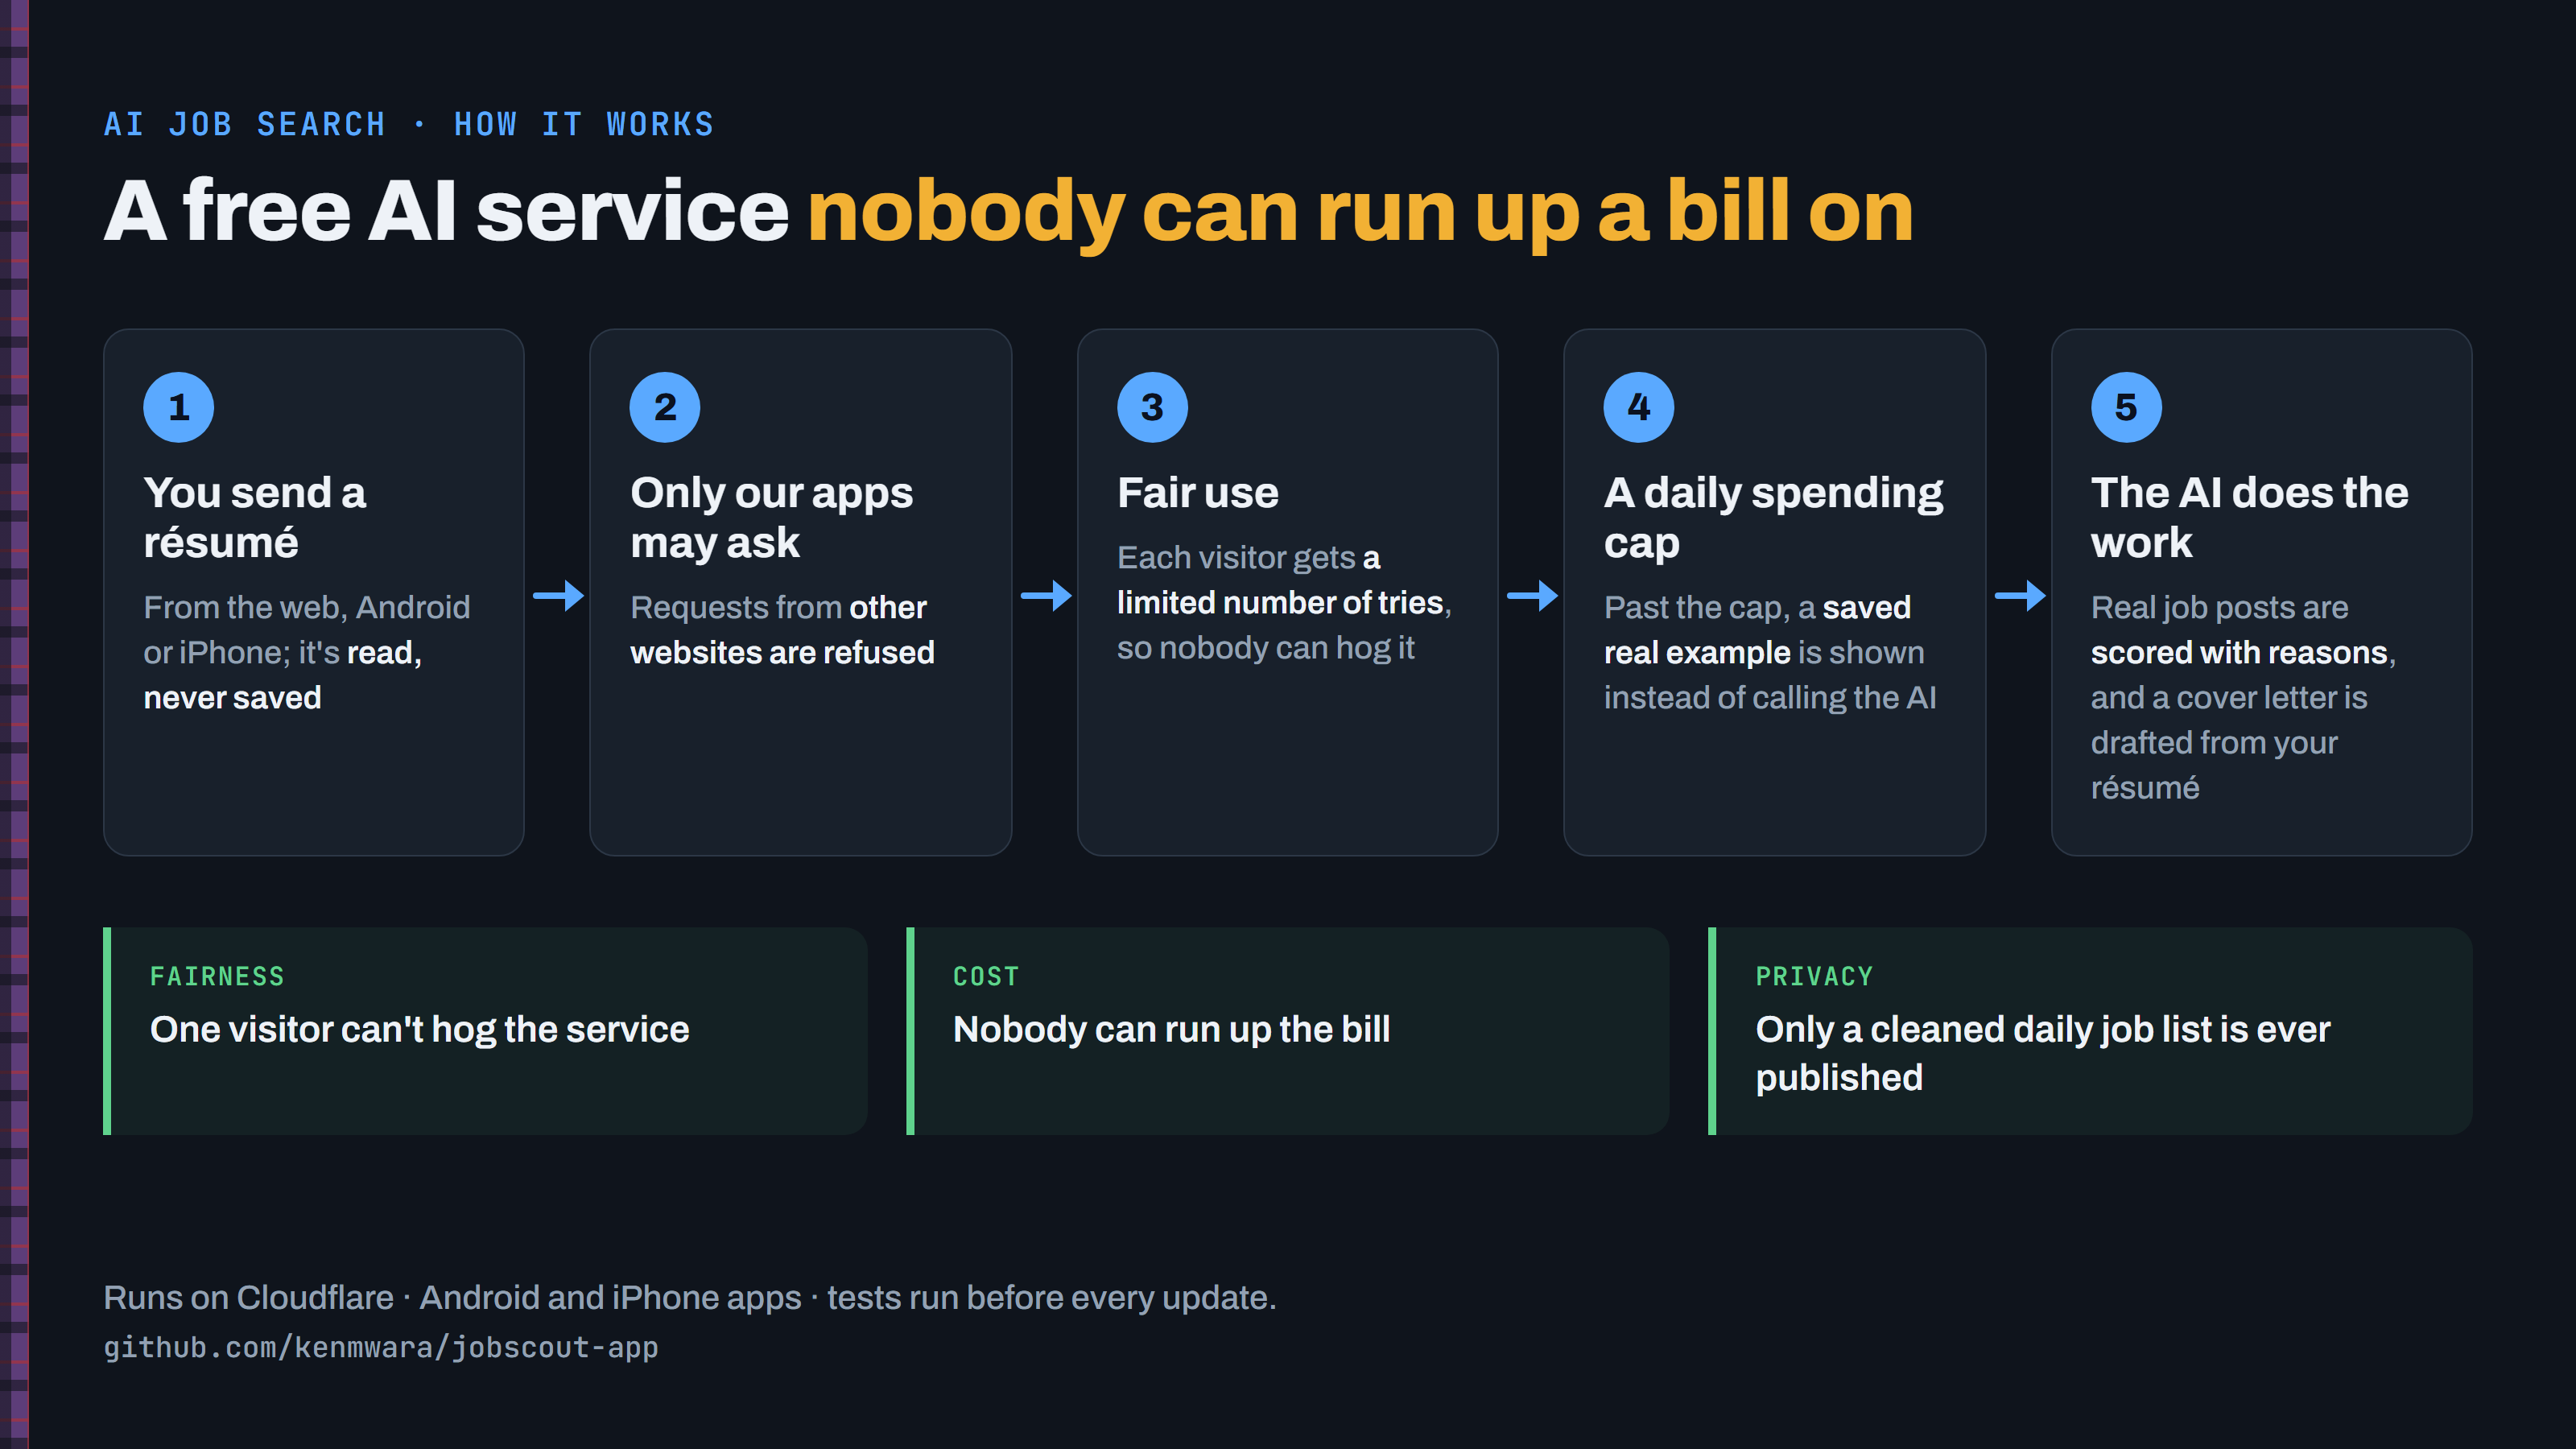 AI JOB SEARCH · HOW IT WORKS
A free AI service nobody can run up a bill on
1
You send a
résumé
From the web, Android
or iPhone; it's read,
never saved
2
Only our apps
may ask
Requests from other
websites are refused
3
Fair use
Each visitor gets a
limited number of tries,
so nobody can hog it
4
A daily spending
cap
Past the cap, a saved
real example is shown
instead of calling the AI
5
The AI does the
work
Real job posts are
scored with reasons,
and a cover letter is
drafted from your
résumé
FAIRNESS
One visitor can't hog the service
COST
Nobody can run up the bill
PRIVACY
Only a cleaned daily job list is ever
published
Runs on Cloudflare · Android and iPhone apps · tests run before every update.
github.com/kenmwara/jobscout-app